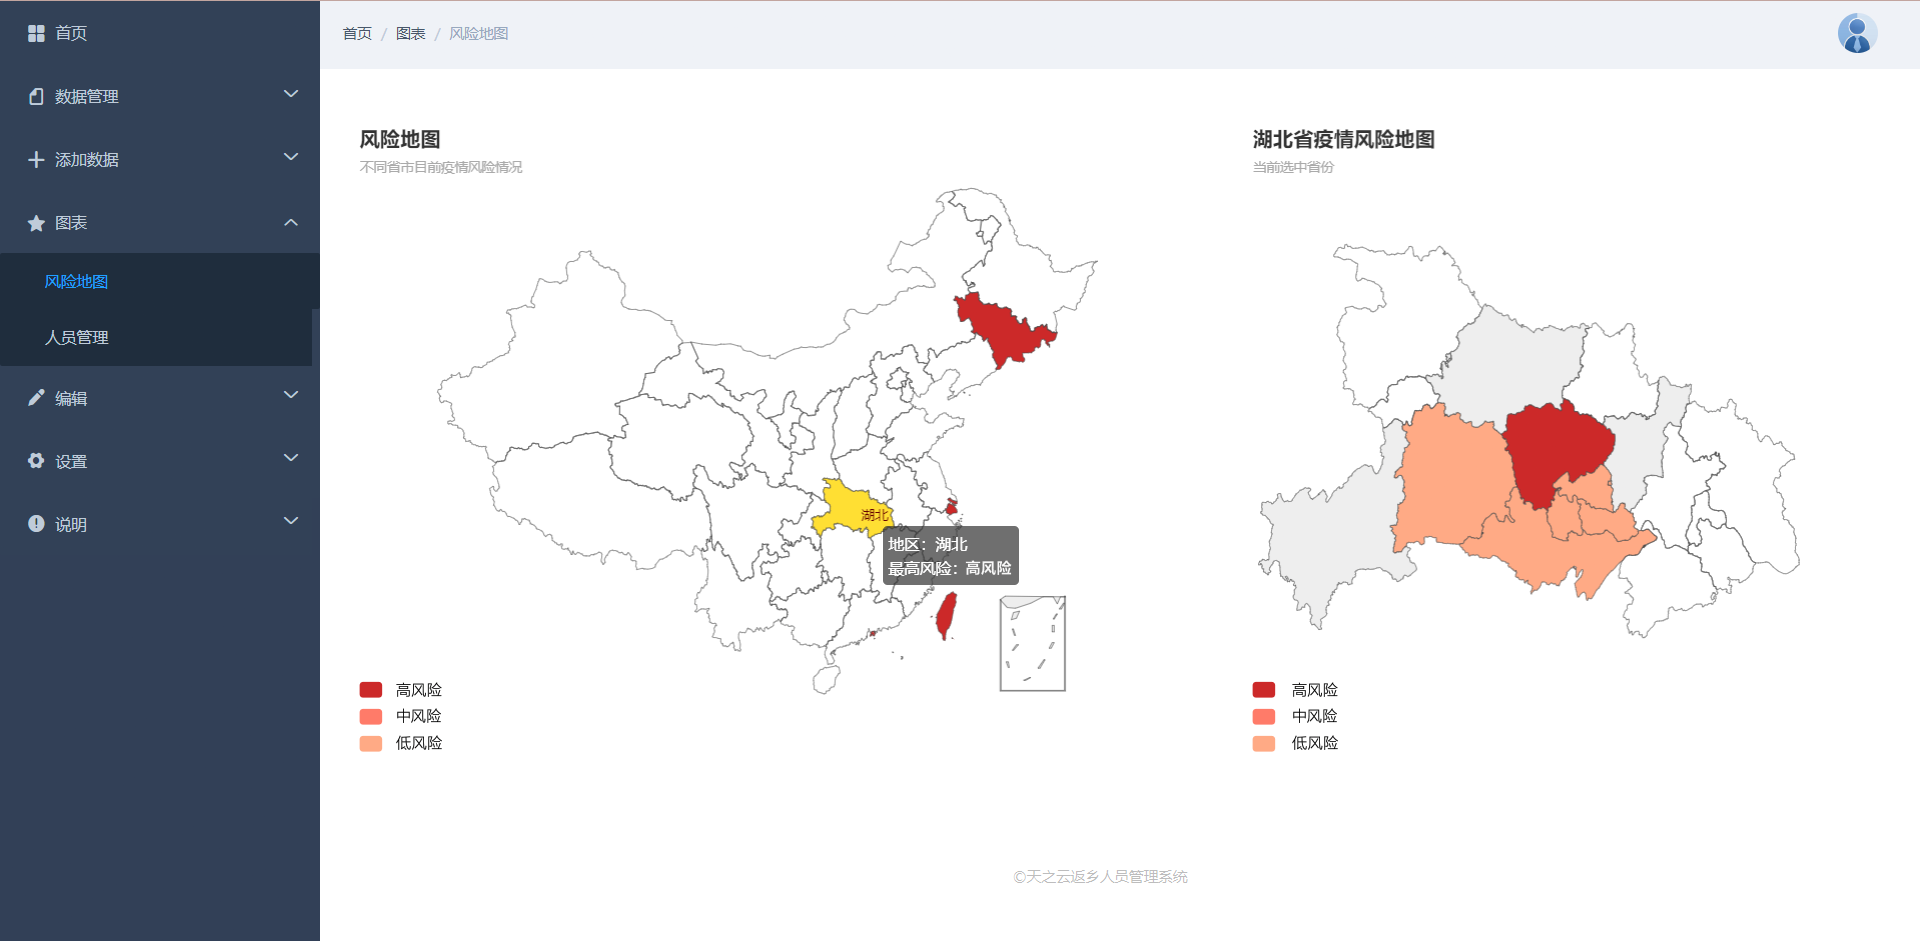 首页
数据管理
添加数据
图表
风险地图
人员管理
编辑
设置
说明
首页 / 图表 / 风险地图
风险地图
不同省市目前疫情风险情况
湖北
地区：湖北
最高风险：高风险
高风险
中风险
低风险
湖北省疫情风险地图
当前选中省份
高风险
中风险
低风险
©天之云返乡人员管理系统